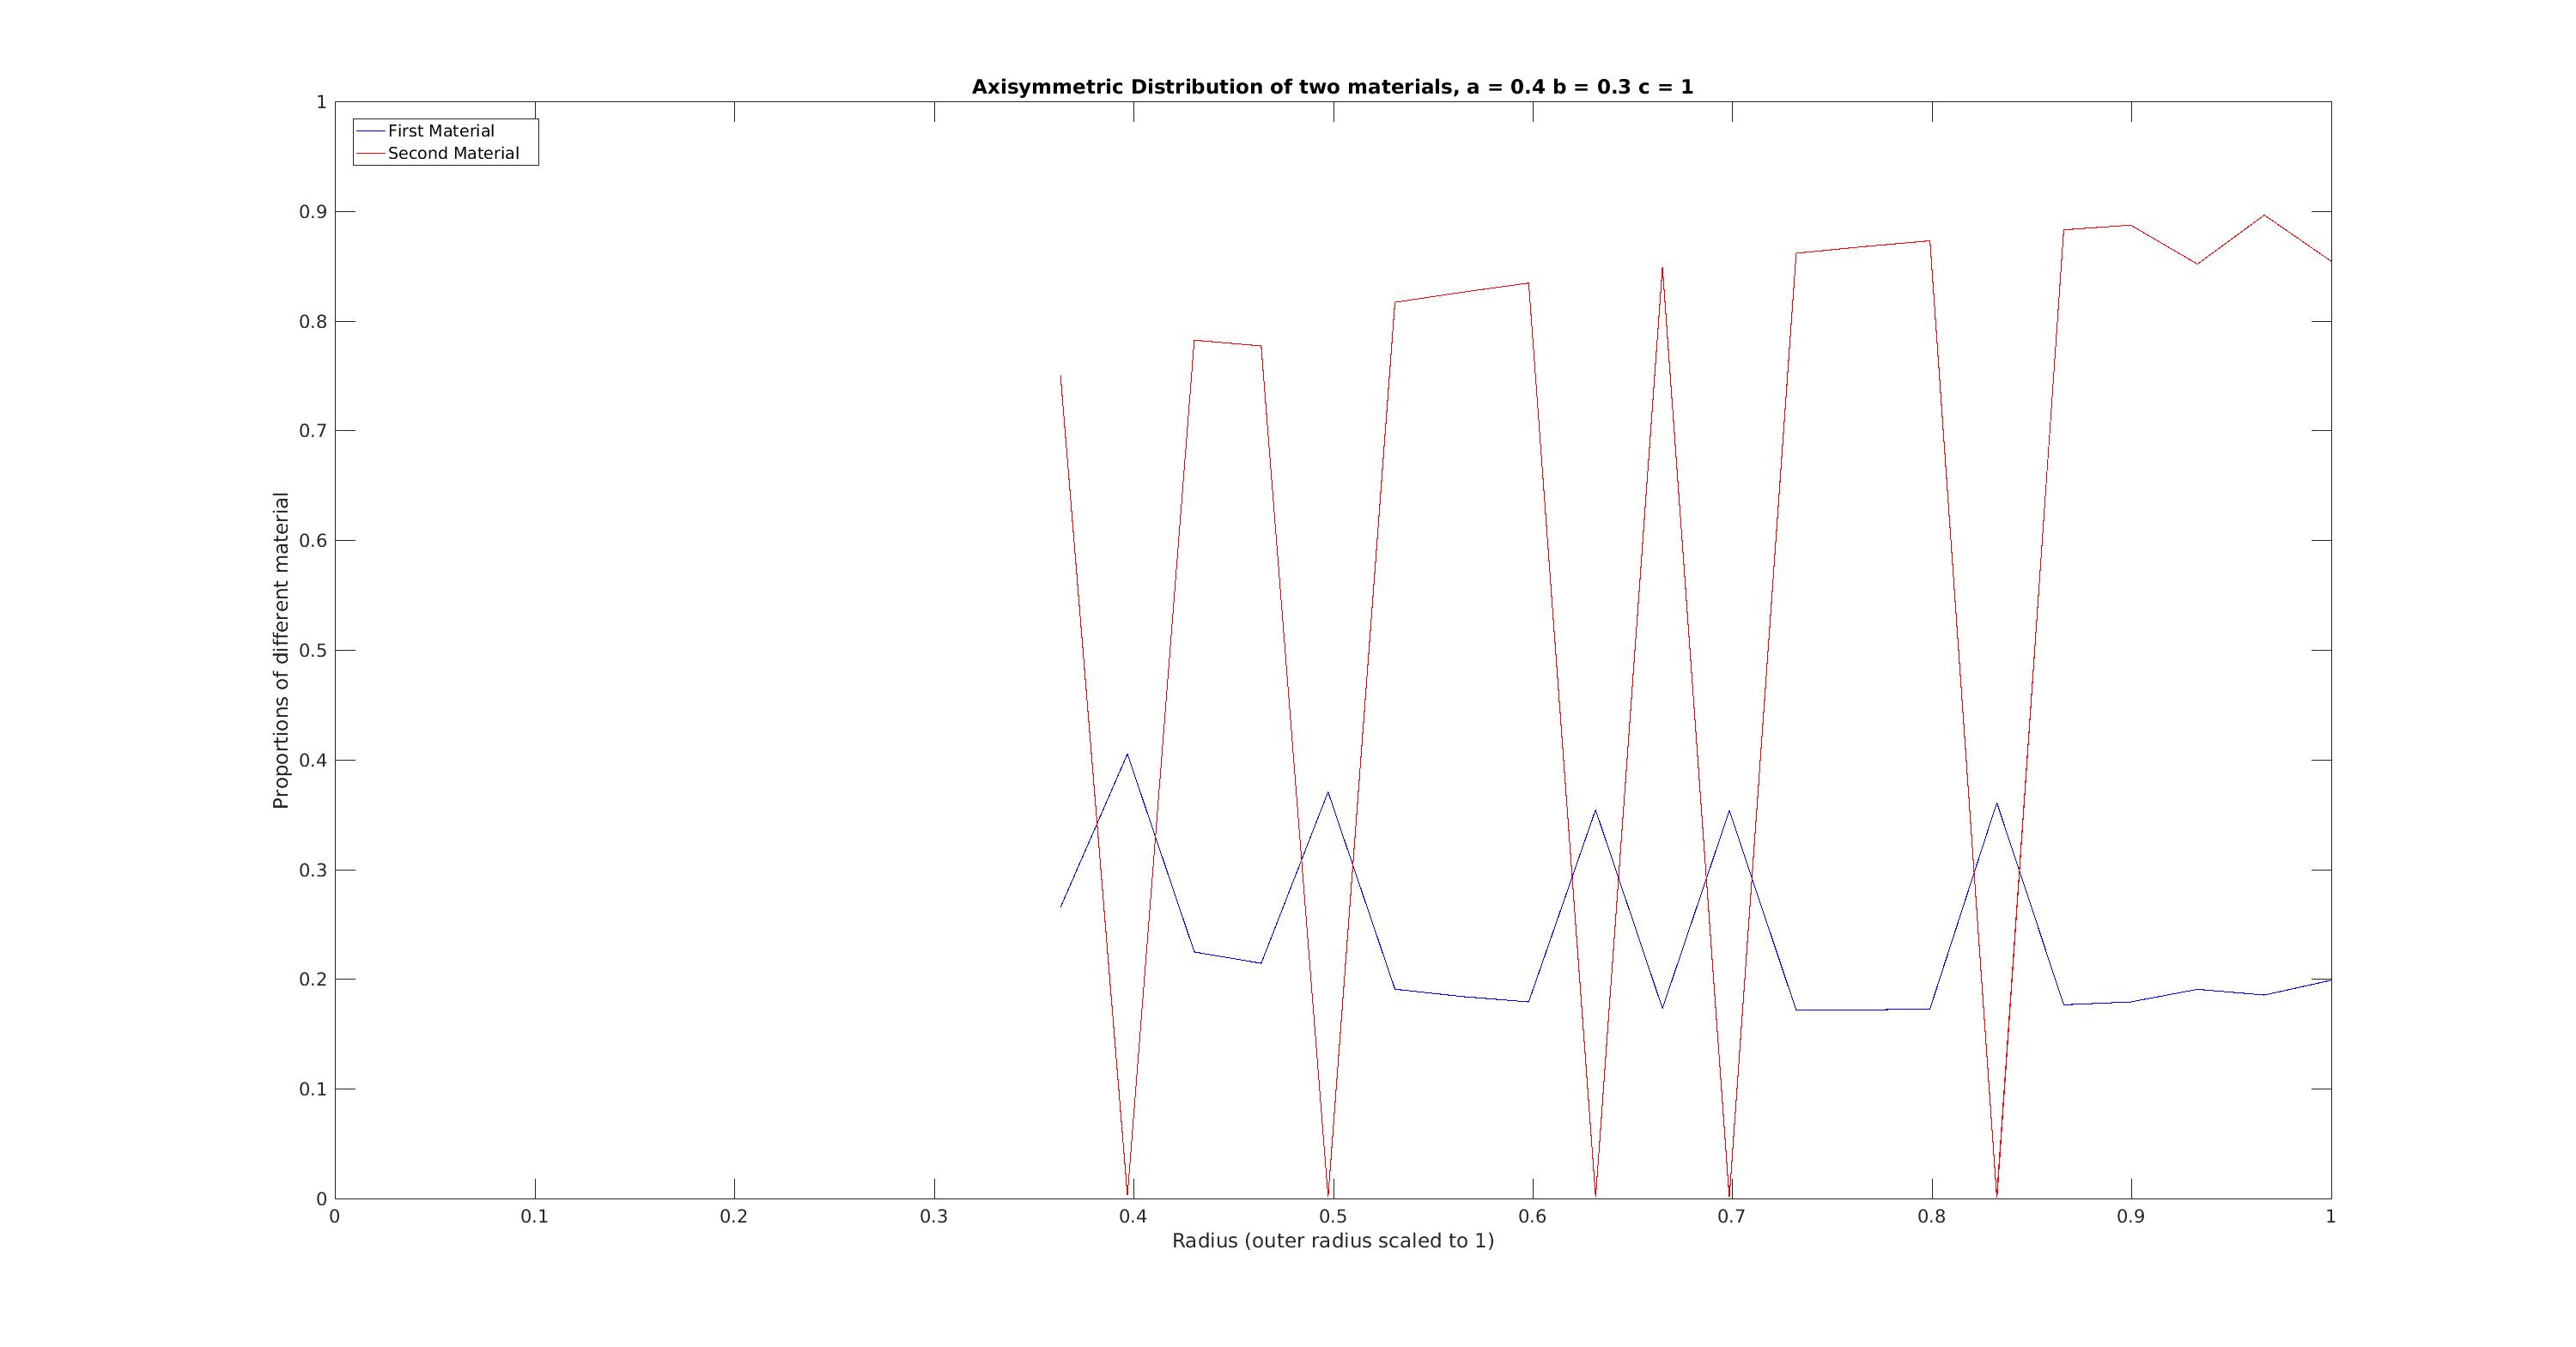 Axisymmetric Distribution of two materials, a = 0.4 b = 0.3 c = 1
First Material
Second Material
1
0.9
0.8
0.7
0.6
0.5
0.4
0.3
0.2
0.1
0
Proportions of different material
0 0.1 0.2 0.3 0.4 0.5 0.6 0.7 0.8 0.9 1
Radius (outer radius scaled to 1)